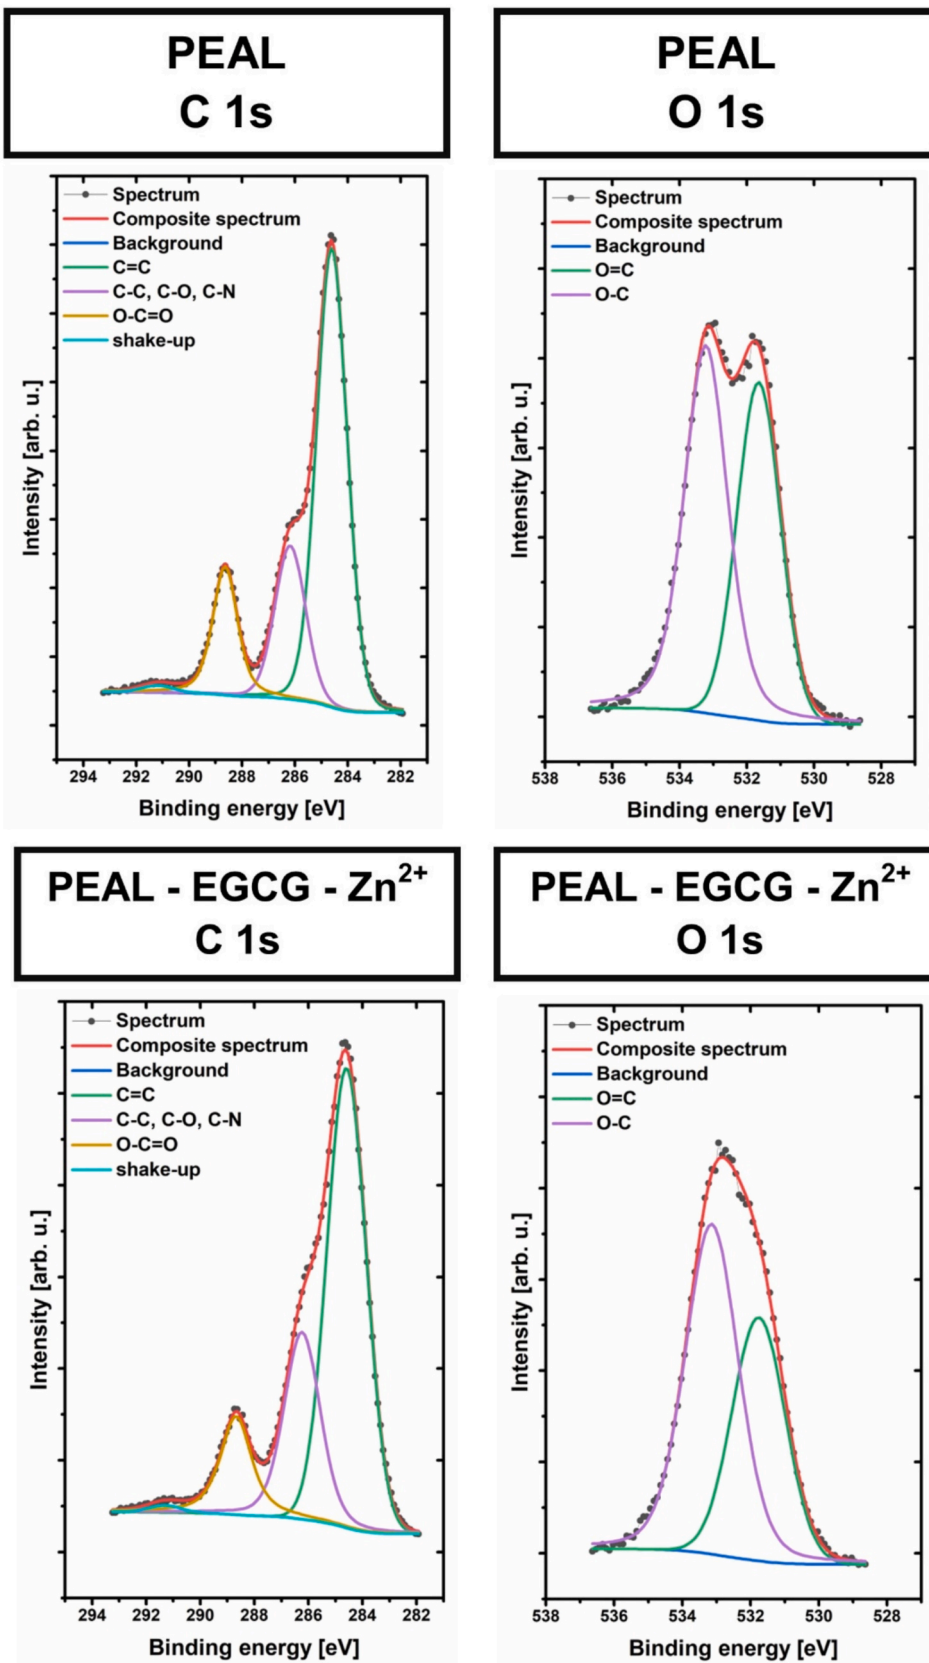 PEAL
C 1s
PEAL
O 1s
Spectrum
Composite spectrum
Background
C=C
C-C, C-O, C-N
O-C=O
shake-up
Intensity [arb. u.]
294 292 290 288 286 284 282
Binding energy [eV]
Spectrum
Composite spectrum
Background
O=C
O-C
Intensity [arb. u.]
538 536 534 532 530 528
Binding energy [eV]
PEAL - EGCG - Zn²⁺
C 1s
PEAL - EGCG - Zn²⁺
O 1s
Spectrum
Composite spectrum
Background
C=C
C-C, C-O, C-N
O-C=O
shake-up
Intensity [arb. u.]
294 292 290 288 286 284 282
Binding energy [eV]
Spectrum
Composite spectrum
Background
O=C
O-C
Intensity [arb. u.]
538 536 534 532 530 528
Binding energy [eV]